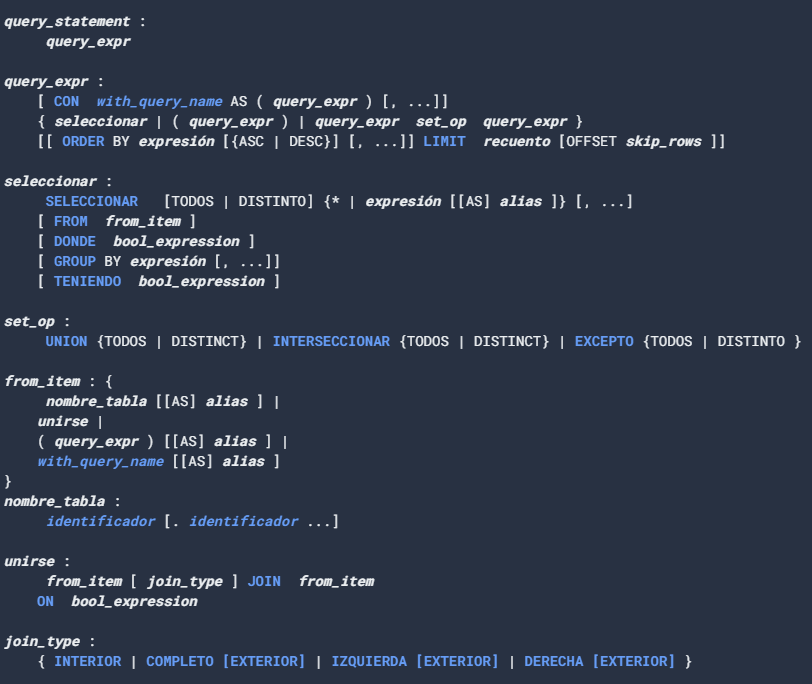 query_statement :
query_expr
query_expr :
[ CON with_query_name AS ( query_expr ) [, ...]]
{ seleccionar | ( query_expr ) | query_expr set_op query_expr }
[[ ORDER BY expresión [{ASC | DESC}] [, ...]] LIMIT recuento [OFFSET skip_rows ]]
seleccionar :
SELECCIONAR [TODOS | DISTINTO] {* | expresión [[AS] alias ]} [, ...]
[ FROM from_item ]
[ DONDE bool_expression ]
[ GROUP BY expresión [, ...]]
[ TENIENDO bool_expression ]
set_op :
UNION {TODOS | DISTINCT} | INTERSECCIONAR {TODOS | DISTINCT} | EXCEPTO {TODOS | DISTINTO }
from_item : {
nombre_tabla [[AS] alias ] |
unirse |
( query_expr ) [[AS] alias ] |
with_query_name [[AS] alias ]
}
nombre_tabla :
identificador [. identificador ...]
unirse :
from_item [ join_type ] JOIN from_item
ON bool_expression
join_type :
{ INTERIOR | COMPLETO [EXTERIOR] | IZQUIERDA [EXTERIOR] | DERECHA [EXTERIOR] }